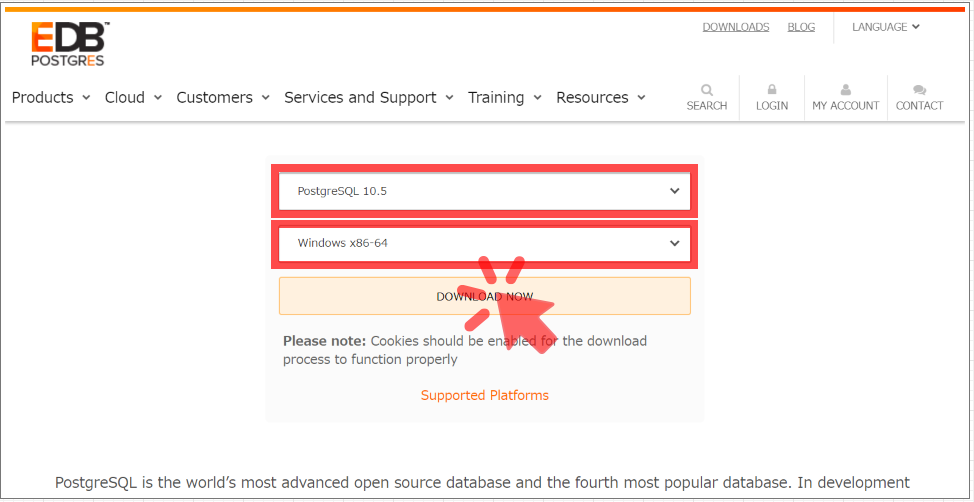 EDB™
POSTGRES
DOWNLOADS BLOG LANGUAGE
Products Cloud Customers Services and Support Training Resources
SEARCH LOGIN MY ACCOUNT CONTACT
PostgreSQL 10.5
Windows x86-64
DOWNLOAD NOW
Please note: Cookies should be enabled for the download
process to function properly
Supported Platforms
PostgreSQL is the world’s most advanced open source database and the fourth most popular database. In development